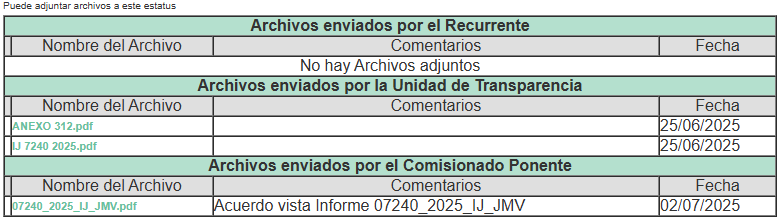 Puede adjuntar archivos a este estatus
Archivos enviados por el Recurrente
Nombre del Archivo Comentarios Fecha
No hay Archivos adjuntos
Archivos enviados por la Unidad de Transparencia
Nombre del Archivo Comentarios Fecha
ANEXO 312.pdf 25/06/2025
IJ 7240 2025.pdf 25/06/2025
Archivos enviados por el Comisionado Ponente
Nombre del Archivo Comentarios Fecha
07240_2025_IJ_JMV.pdf Acuerdo vista Informe 07240_2025_IJ_JMV 02/07/2025